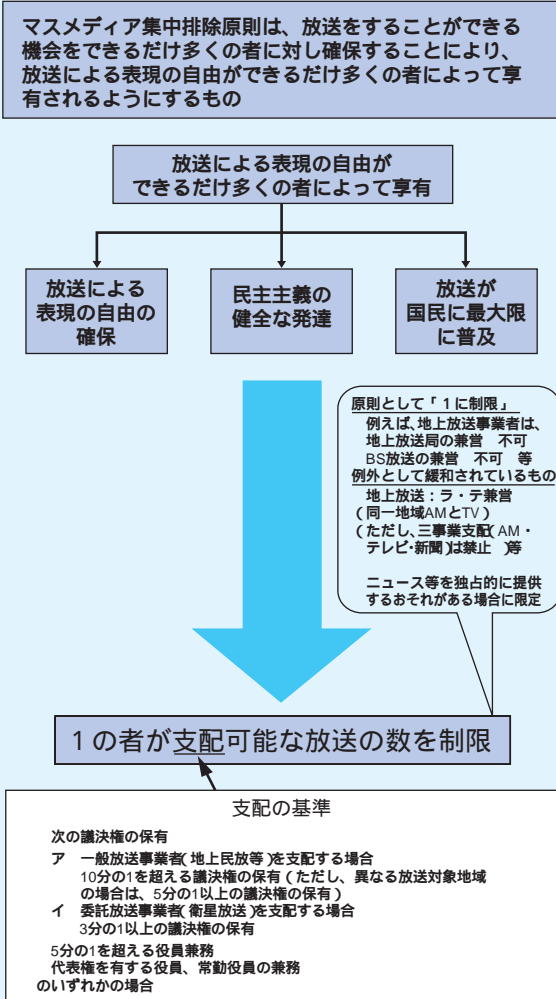 マスメディア集中排除原則は、放送をすることができる
機会をできるだけ多くの者に対し確保することにより、
放送による表現の自由ができるだけ多くの者によって享
有されるようにするもの
放送による表現の自由が
できるだけ多くの者によって享有
放送による
表現の自由の
確保
民主主義の
健全な発達
放送が
国民に最大限
に普及
原則として「1に制限」
例えば、地上放送事業者は、
地上放送局の兼営 不可
BS放送の兼営 不可 等
例外として緩和されているもの
地上放送:ラ・テ兼営
(同一地域AMとTV)
(ただし、三事業支配(AM・
テレビ・新聞)は禁止 )等
ニュース等を独占的に提供
するおそれがある場合に限定
1の者が支配可能な放送の数を制限
支配の基準
次の議決権の保有
ア 一般放送事業者(地上民放等)を支配する場合
10分の1を超える議決権の保有(ただし、異なる放送対象地域
の場合は、5分の1以上の議決権の保有)
イ 委託放送事業者(衛星放送)を支配する場合
3分の1以上の議決権の保有
5分の1を超える役員兼務
代表権を有する役員、常勤役員の兼務
のいずれかの場合